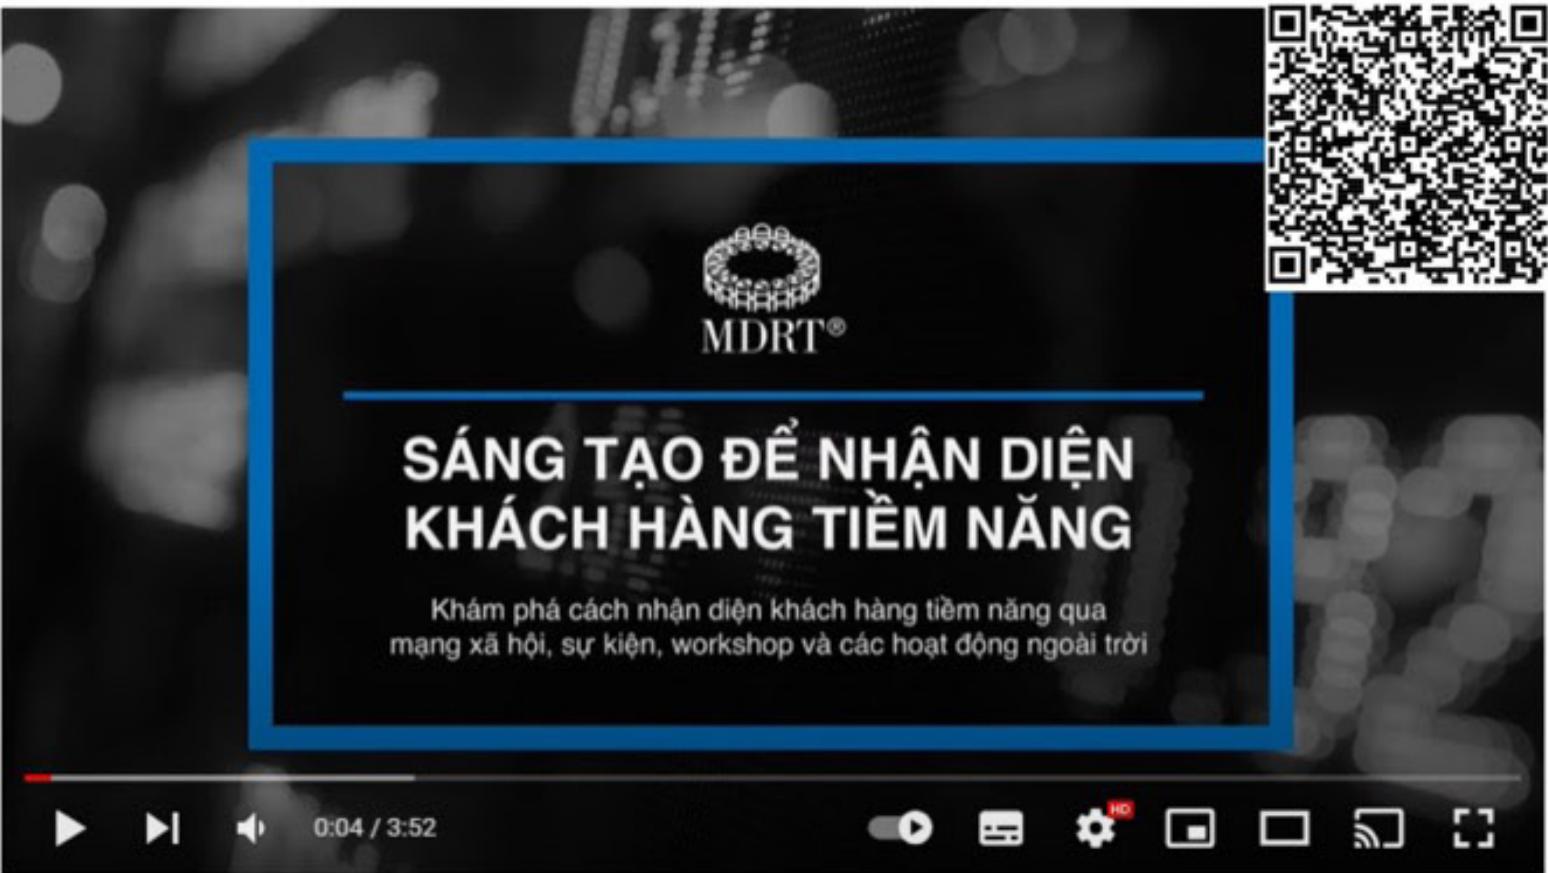 MDRT®
SÁNG TẠO ĐỂ NHẬN DIỆN
KHÁCH HÀNG TIỀM NĂNG
Khám phá cách nhận diện khách hàng tiềm năng qua
mạng xã hội, sự kiện, workshop và các hoạt động ngoài trời
0:04 / 3:52
HD